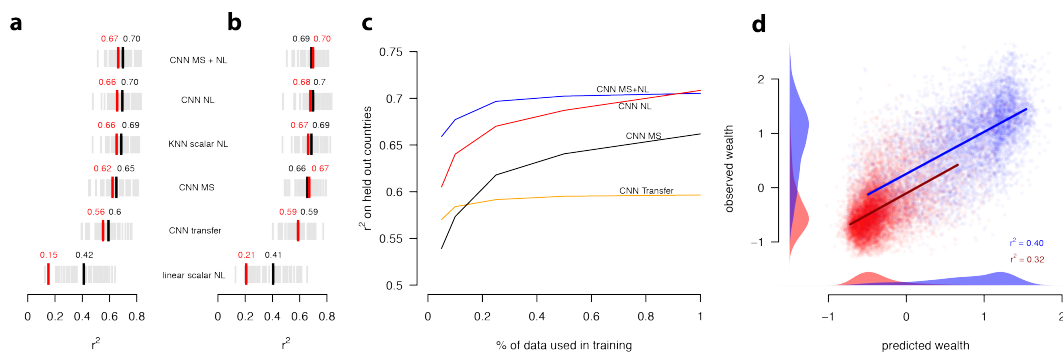 a
0.67 0.70
CNN MS + NL
0.66 0.70
CNN NL
0.66 0.69
KNN scalar NL
0.62 0.65
CNN MS
0.56 0.6
CNN transfer
0.15 0.42
linear scalar NL
0 0.2 0.4 0.6 0.8 1
r²
b
0.69 0.70
0.68 0.7
0.67 0.69
0.66 0.67
0.59 0.59
0.21 0.41
0 0.2 0.4 0.6 0.8 1
r²
c
r² on held out countries
0.75
0.7
0.65
0.6
0.55
0.5
CNN MS+NL
CNN NL
CNN MS
CNN Transfer
0 0.2 0.4 0.6 0.8 1
% of data used in training
d
observed wealth
2
1
0
−1
r² = 0.40
r² = 0.32
−1 0 1 2
predicted wealth